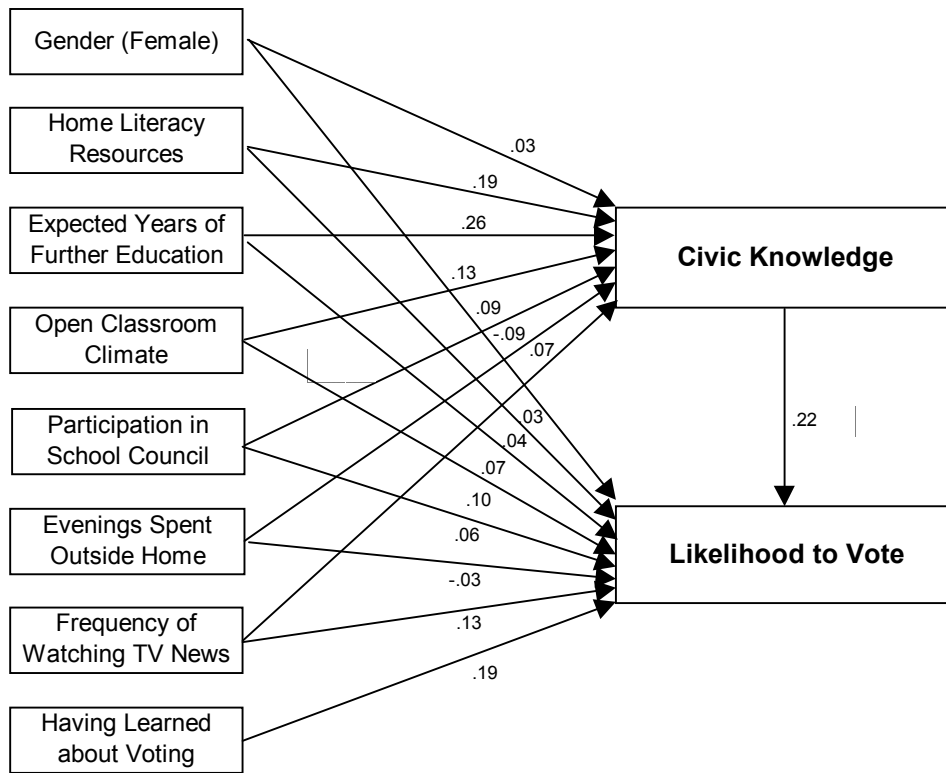 Gender (Female)
Home Literacy
Resources
Expected Years of
Further Education
Open Classroom
Climate
Participation in
School Council
Evenings Spent
Outside Home
Frequency of
Watching TV News
Having Learned
about Voting
.03
.19
.26
.13
.09
-.09
.07
.03
.04
.07
.10
.06
-.03
.13
.19
Civic Knowledge
.22
Likelihood to Vote